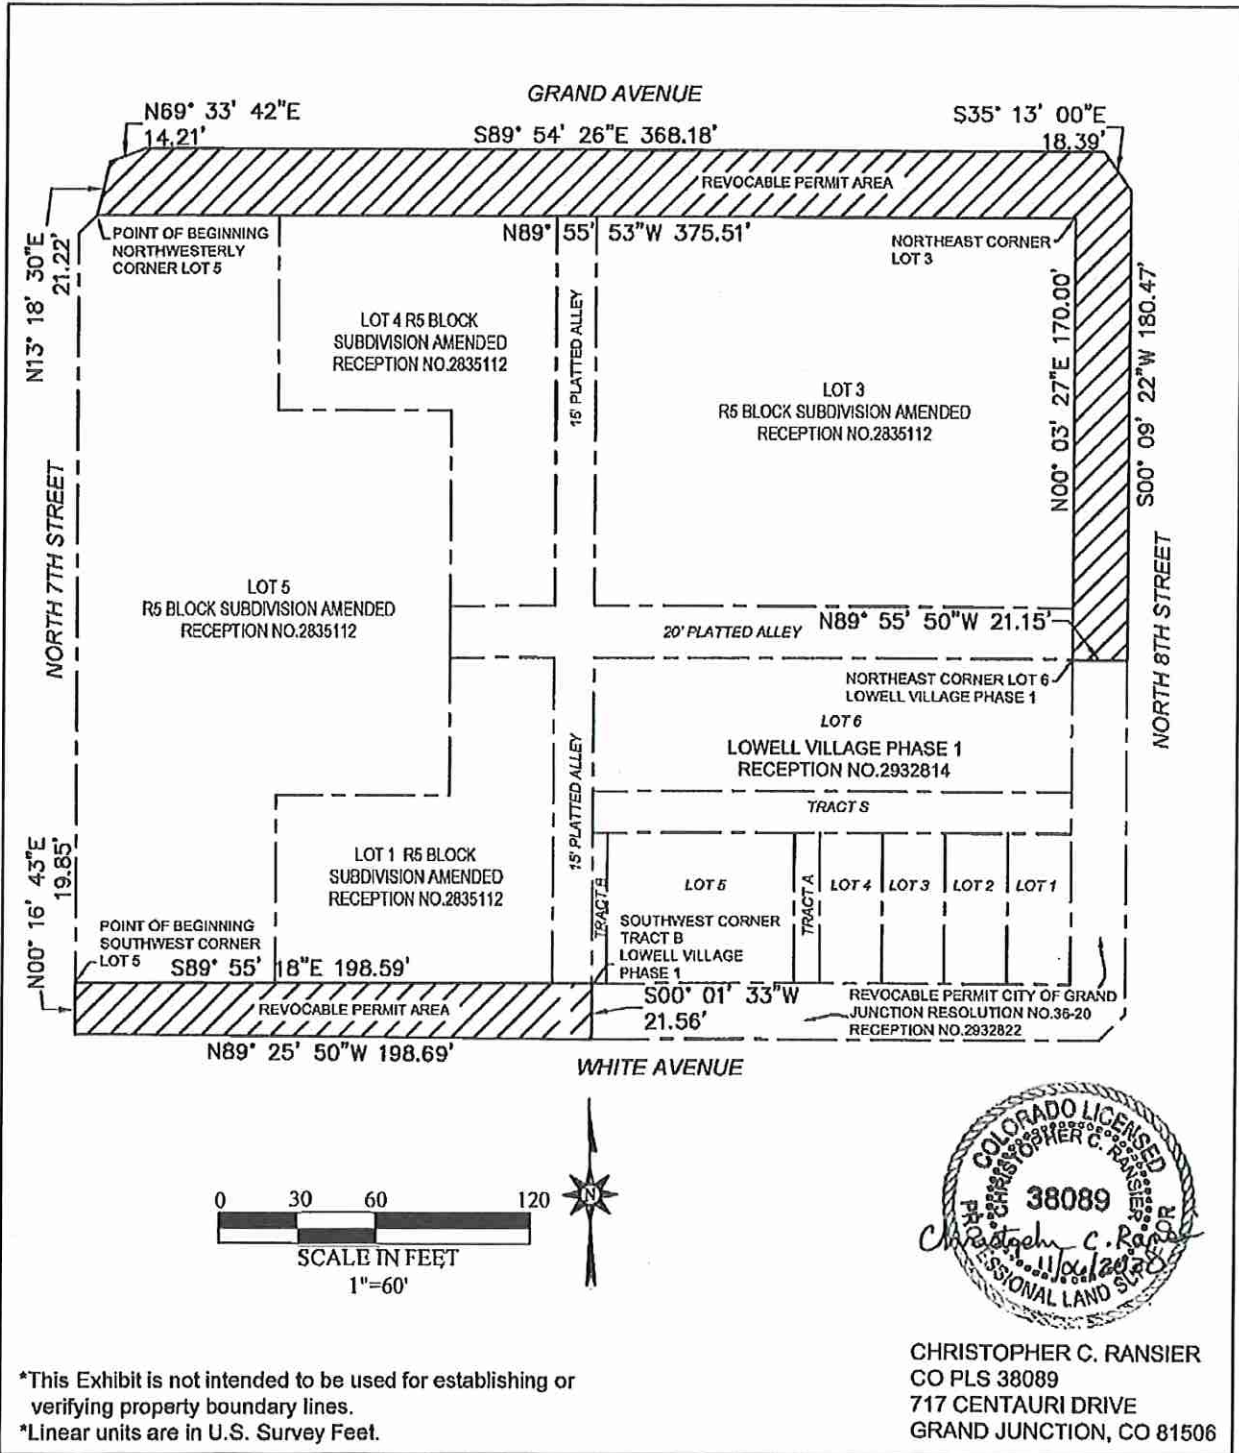 GRAND AVENUE
N69° 33' 42"E
14.21'
S89° 54' 26"E 368.18'
S35° 13' 00"E
18.39'
REVOCABLE PERMIT AREA
POINT OF BEGINNING
NORTHWESTERLY
CORNER LOT 5
N89° 55' 53"W 375.51'
NORTHEAST CORNER
LOT 3
N13° 18' 30"E
21.22'
LOT 4 R5 BLOCK
SUBDIVISION AMENDED
RECEPTION NO.2835112
15' PLATTED ALLEY
LOT 3
R5 BLOCK SUBDIVISION AMENDED
RECEPTION NO.2835112
N00° 03' 27"E 170.00'
S00° 09' 22"W 180.47'
NORTH 7TH STREET
LOT 5
R5 BLOCK SUBDIVISION AMENDED
RECEPTION NO.2835112
20' PLATTED ALLEY
N89° 55' 50"W 21.15'
NORTH 8TH STREET
NORTHEAST CORNER LOT 6
LOWELL VILLAGE PHASE 1
LOT 6
LOWELL VILLAGE PHASE 1
RECEPTION NO.2932814
15' PLATTED ALLEY
TRACT S
N00° 16' 43"E
19.85'
LOT 1 R5 BLOCK
SUBDIVISION AMENDED
RECEPTION NO.2835112
TRACT B
LOT 5
TRACT A
LOT 4
LOT 3
LOT 2
LOT 1
POINT OF BEGINNING
SOUTHWEST CORNER
LOT 5
S89° 55' 18"E 198.59'
SOUTHWEST CORNER
TRACT B
LOWELL VILLAGE
PHASE 1
REVOCABLE PERMIT AREA
S00° 01' 33"W
21.56'
REVOCABLE PERMIT CITY OF GRAND
JUNCTION RESOLUTION NO.36-20
RECEPTION NO.2932822
N89° 25' 50"W 198.69'
WHITE AVENUE
0 30 60 120
SCALE IN FEET
1"=60'
N
COLORADO LICENSED
CHRISTOPHER C. RANSIER
38089
Christopher C. Ransier
PROFESSIONAL LAND SURVEYOR
CHRISTOPHER C. RANSIER
CO PLS 38089
717 CENTAURI DRIVE
GRAND JUNCTION, CO 81506
*This Exhibit is not intended to be used for establishing or
verifying property boundary lines.
*Linear units are in U.S. Survey Feet.